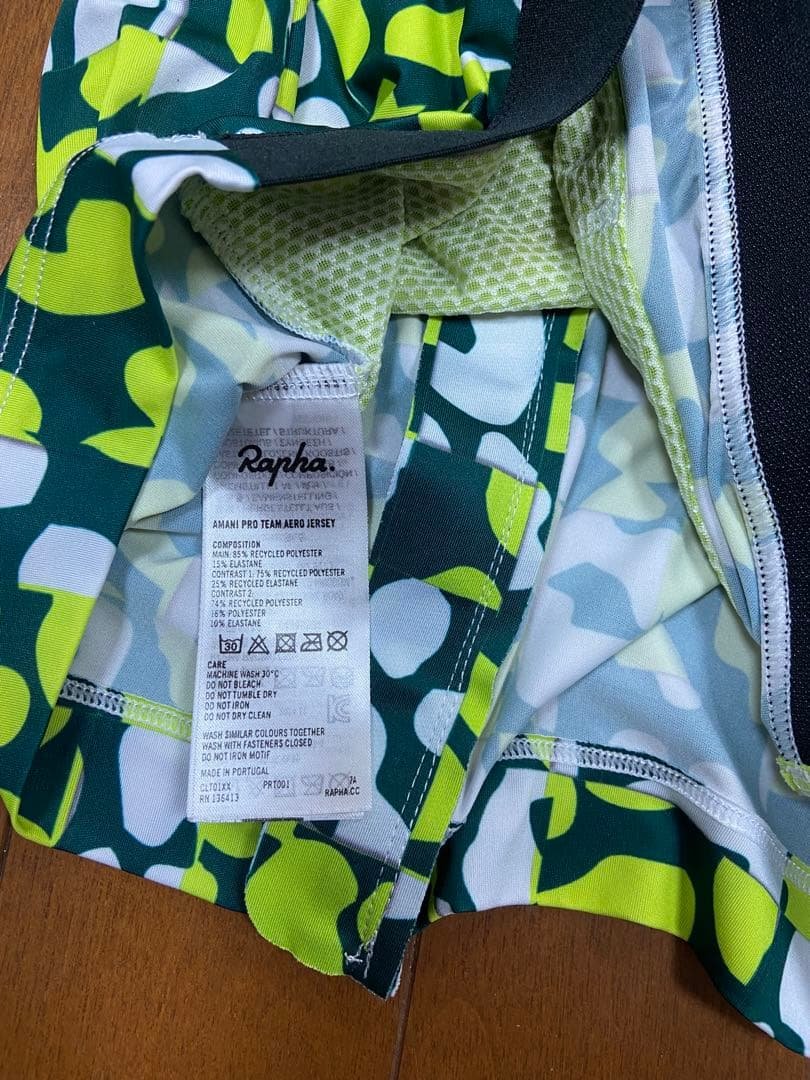 Rapha.
AMANI PRO TEAM AERO JERSEY
COMPOSITION
MAIN: 85% RECYCLED POLYESTER
15% ELASTANE
CONTRAST 1: 75% RECYCLED POLYESTER
25% RECYCLED ELASTANE
CONTRAST 2:
74% RECYCLED POLYESTER
16% POLYESTER
10% ELASTANE
30
CARE
MACHINE WASH 30°C
DO NOT BLEACH
DO NOT TUMBLE DRY
DO NOT IRON
DO NOT DRY CLEAN
WASH SIMILAR COLOURS TOGETHER
WASH WITH FASTENERS CLOSED
DO NOT IRON MOTIF
MADE IN PORTUGAL
CLT01XX PRT001 7A
RN 136413 RAPHA.CC